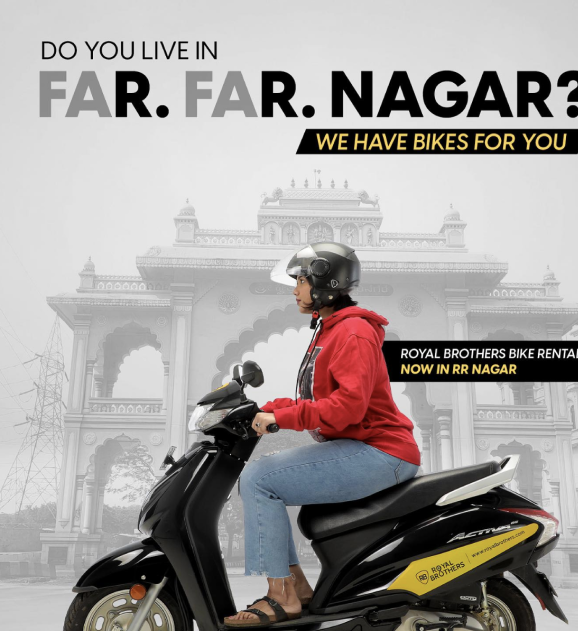 DO YOU LIVE IN
FAR. FAR. NAGAR?
WE HAVE BIKES FOR YOU
ROYAL BROTHERS BIKE RENTAL
NOW IN RR NAGAR
ACTIVA
ROYAL
BROTHERS
www.royalbrothers.com